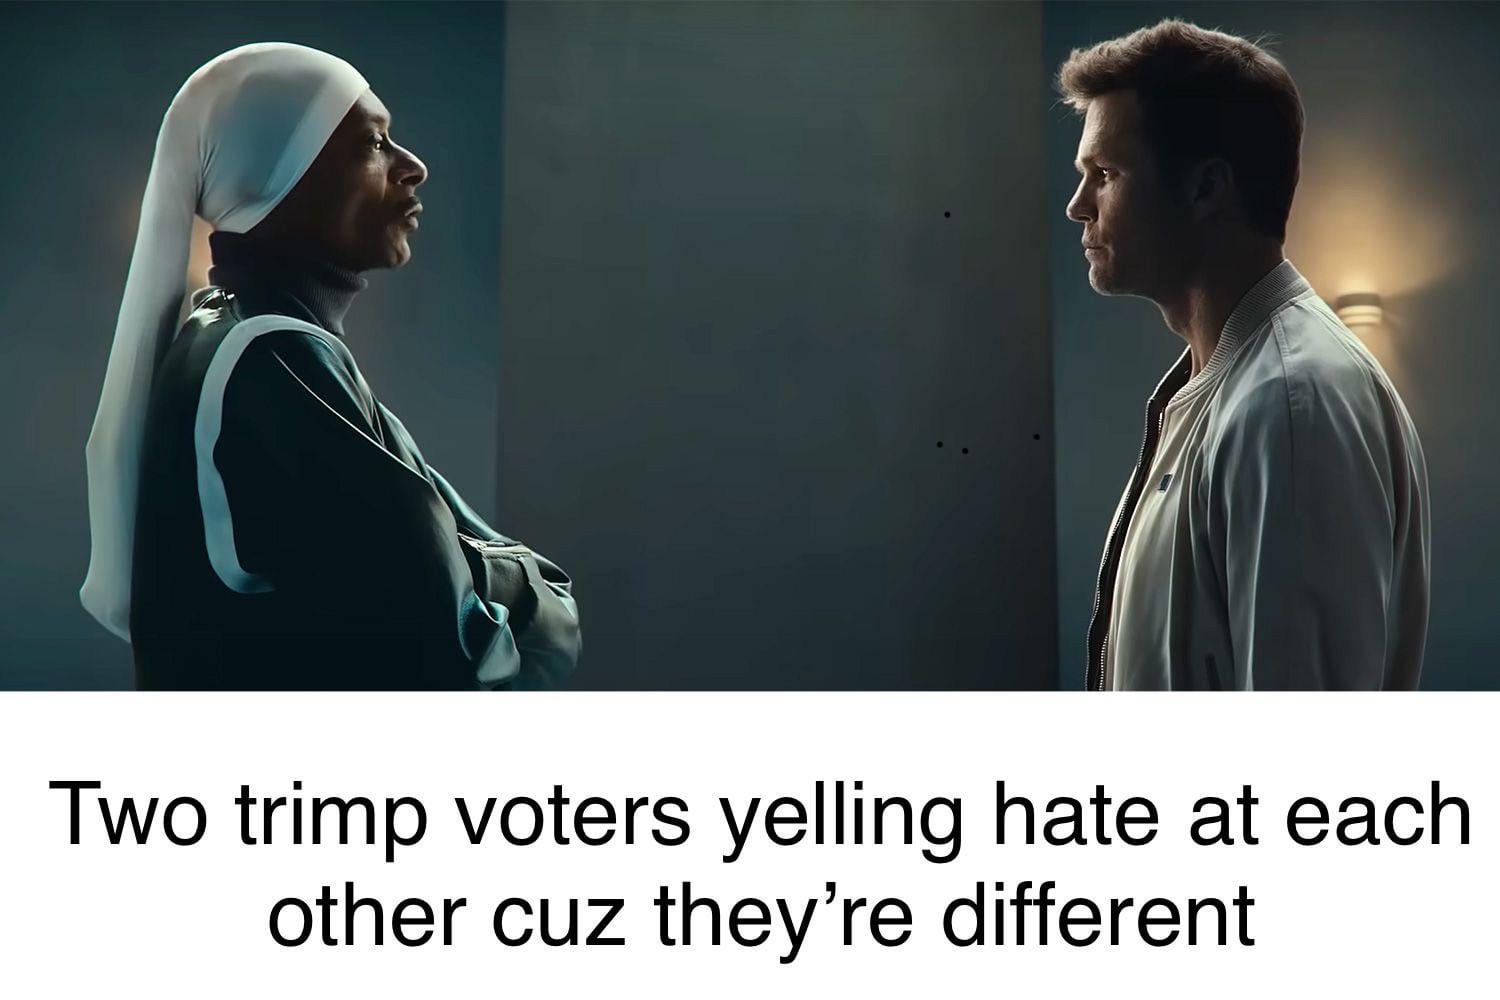 Two trimp voters yelling hate at each
other cuz they’re different